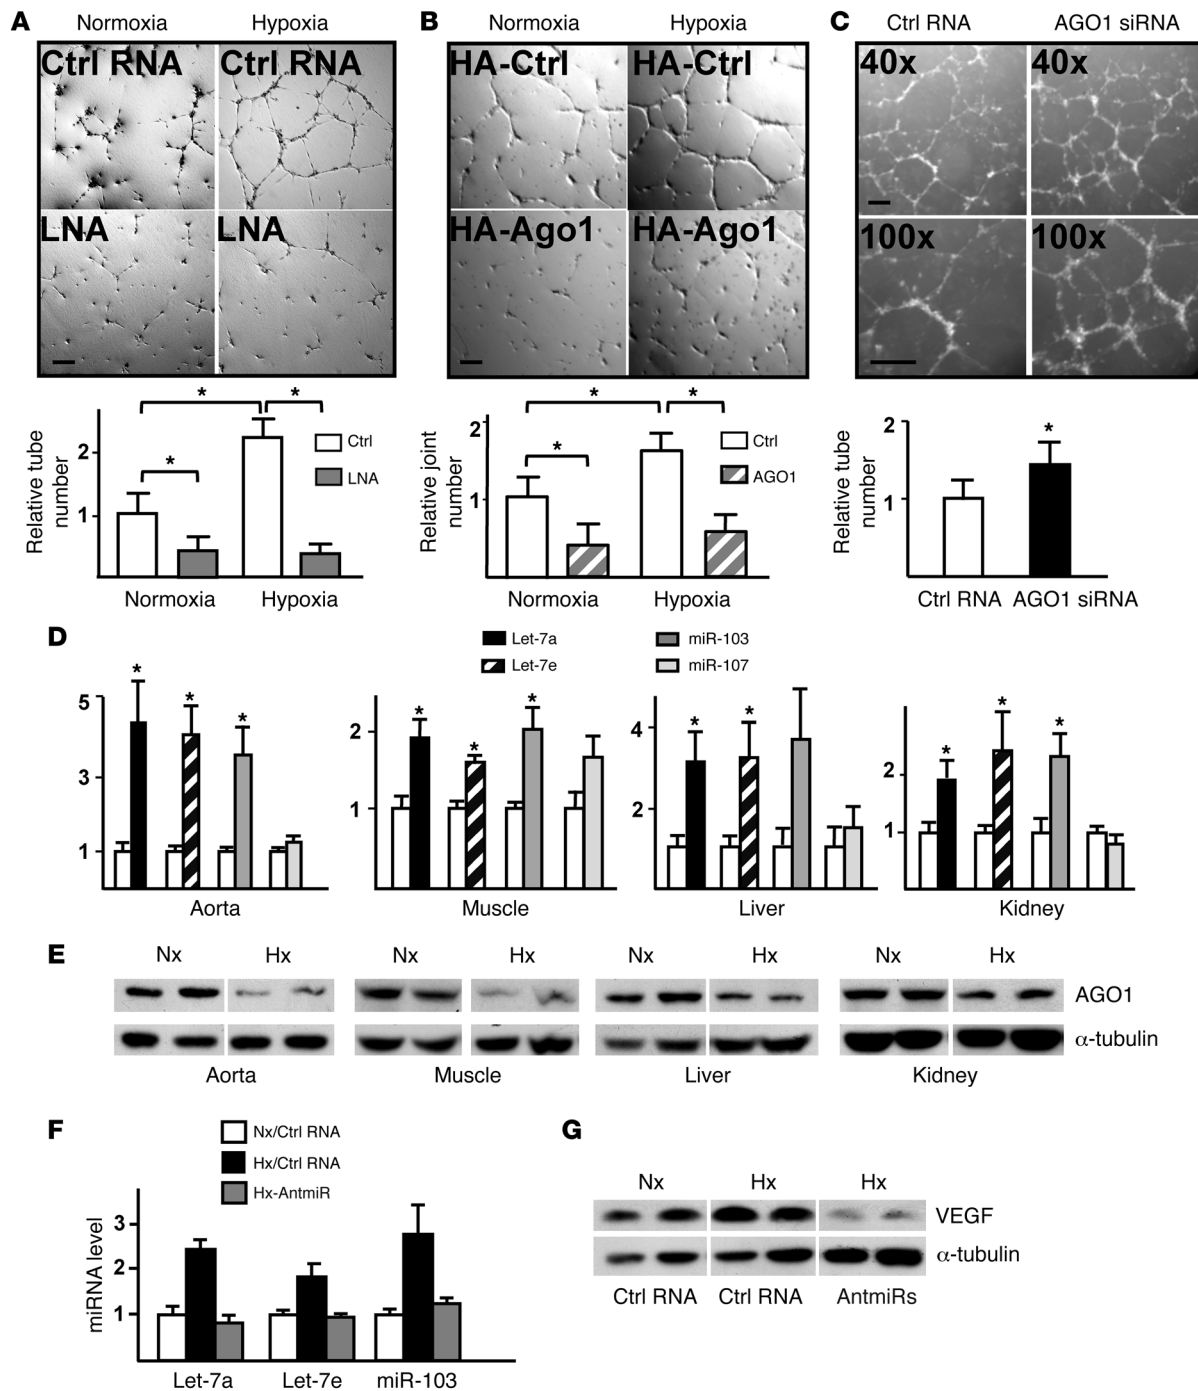 A Normoxia Hypoxia
Ctrl RNA Ctrl RNA
LNA LNA
*
*
*
Relative tube
number
2
1
Ctrl
LNA
Normoxia Hypoxia
B Normoxia Hypoxia
HA-Ctrl HA-Ctrl
HA-Ago1 HA-Ago1
*
*
*
Relative joint
number
2
1
Ctrl
AGO1
Normoxia Hypoxia
C Ctrl RNA AGO1 siRNA
40x 40x
100x 100x
*
Relative tube
number
2
1
Ctrl RNA AGO1 siRNA
D
Let-7a miR-103
Let-7e miR-107
5
3
1
* * *
Aorta
2
1
* * *
Muscle
4
2
* *
Liver
2
1
* * *
Kidney
E Nx Hx Nx Hx Nx Hx Nx Hx
AGO1
α-tubulin
Aorta Muscle Liver Kidney
F
Nx/Ctrl RNA
Hx/Ctrl RNA
Hx-AntmiR
miRNA level
3
2
1
Let-7a Let-7e miR-103
G
Nx Hx Hx
VEGF
α-tubulin
Ctrl RNA Ctrl RNA AntmiRs